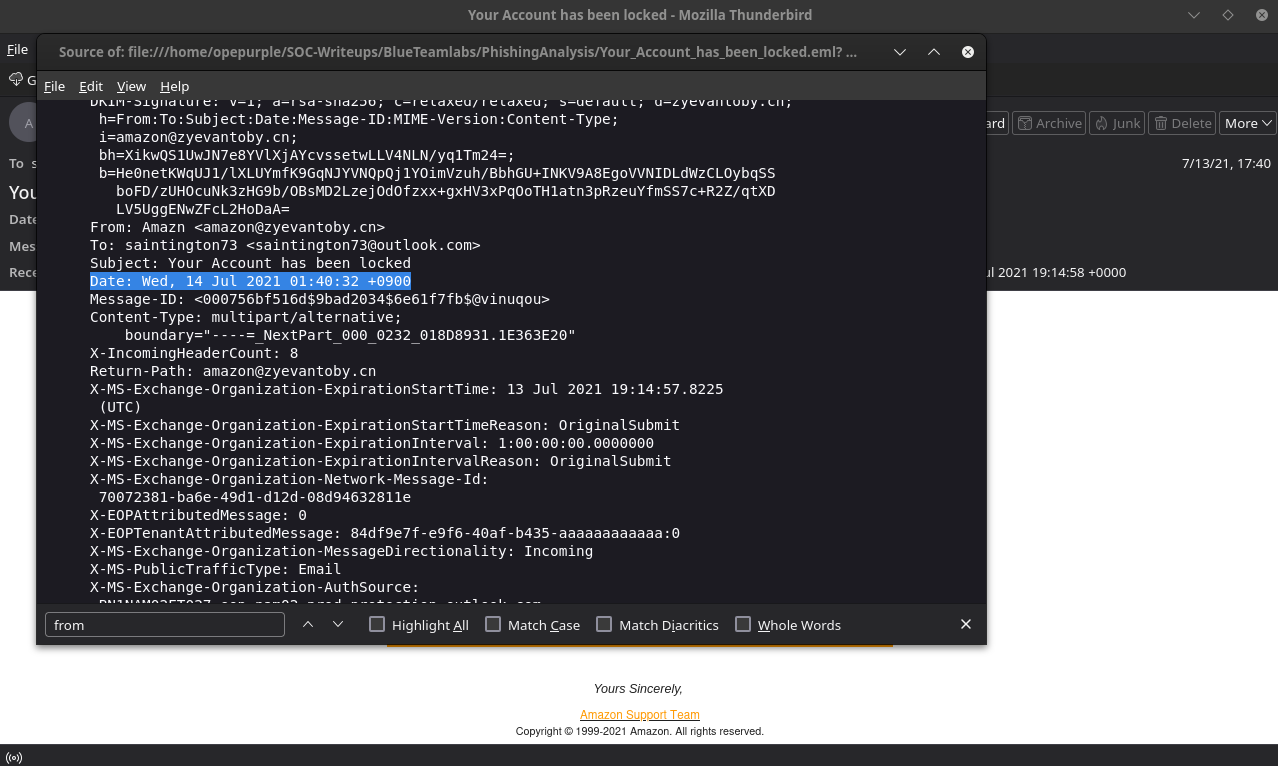 Your Account has been locked - Mozilla Thunderbird
File
Source of: file:///home/opepurple/SOC-Writeups/BlueTeamlabs/PhishingAnalysis/Your_Account_has_been_locked.eml? ...
G
File Edit View Help
DKIM-Signature: v=1; a=rsa-sha256; c=relaxed/relaxed; s=default; d=zyevantoby.cn;
A
ard Archive Junk Delete More
h=From:To:Subject:Date:Message-ID:MIME-Version:Content-Type;
i=amazon@zyevantoby.cn;
To s
7/13/21, 17:40
bh=XikwQS1UwJN7e8YVlXjAYcvssetwLLV4NLN/yq1Tm24=;
b=He0netKWqUJ1/lXLUYmfK9GqNJYVNQpQj1YOimVzuh/BbhGU+INKV9A8EgoVVNIDLdWzCLOybqSS
You
boFD/zUHOcuNk3zHG9b/OBsMD2LzejOdOfzxx+gxHV3xPqOoTH1atn3pRzeuYfmSS7c+R2Z/qtXD
LV5UggENwZFcL2HoDaA=
Date
From: Amazn <amazon@zyevantoby.cn>
To: saintington73 <saintington73@outlook.com>
Mes
Subject: Your Account has been locked
Rece
ul 2021 19:14:58 +0000
Date: Wed, 14 Jul 2021 01:40:32 +0900
Message-ID: <000756bf516d$9bad2034$6e61f7fb$@vinuqou>
Content-Type: multipart/alternative;
boundary="----=_NextPart_000_0232_018D8931.1E363E20"
X-IncomingHeaderCount: 8
Return-Path: amazon@zyevantoby.cn
X-MS-Exchange-Organization-ExpirationStartTime: 13 Jul 2021 19:14:57.8225
(UTC)
X-MS-Exchange-Organization-ExpirationStartTimeReason: OriginalSubmit
X-MS-Exchange-Organization-ExpirationInterval: 1:00:00:00.0000000
X-MS-Exchange-Organization-ExpirationIntervalReason: OriginalSubmit
X-MS-Exchange-Organization-Network-Message-Id:
70072381-ba6e-49d1-d12d-08d94632811e
X-EOPAttributedMessage: 0
X-EOPTenantAttributedMessage: 84df9e7f-e9f6-40af-b435-aaaaaaaaaaaa:0
X-MS-Exchange-Organization-MessageDirectionality: Incoming
X-MS-PublicTrafficType: Email
X-MS-Exchange-Organization-AuthSource:
from
Highlight All Match Case Match Diacritics Whole Words
Yours Sincerely,
Amazon Support Team
Copyright © 1999-2021 Amazon. All rights reserved.